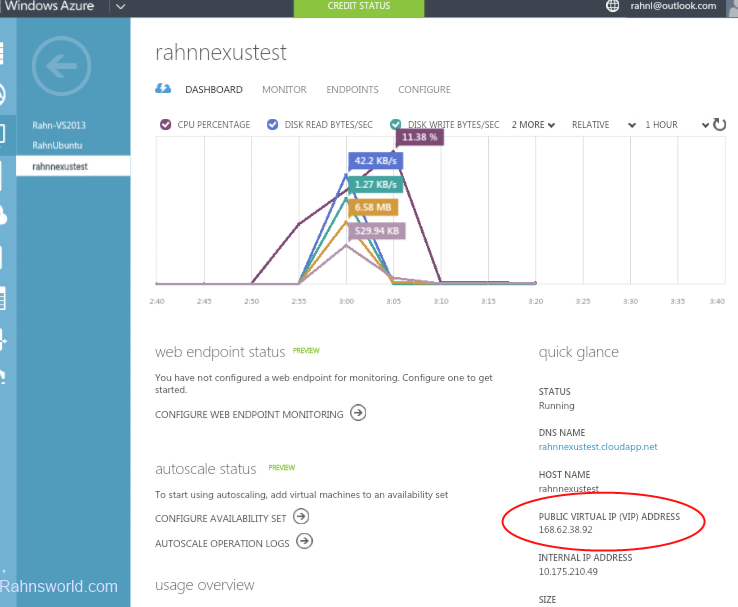 Windows Azure
CREDIT STATUS
rahnl@outlook.com
rahnnexustest
DASHBOARD
MONITOR
ENDPOINTS
CONFIGURE
Rahn-VS2013
RahnUbuntu
rahnnexustest
CPU PERCENTAGE
DISK READ BYTES/SEC
DISK WRITE BYTES/SEC
2 MORE
RELATIVE
1 HOUR
11.38 %
42.2 KB/s
1.27 KB/s
6.58 MB
529.94 KB
2:40 2:45 2:50 2:55 3:00 3:05 3:10 3:15 3:20 3:25 3:30 3:35 3:40
web endpoint status PREVIEW
You have not configured a web endpoint for monitoring. Configure one to get
started.
CONFIGURE WEB ENDPOINT MONITORING
autoscale status PREVIEW
To start using autoscaling, add virtual machines to an availability set
CONFIGURE AVAILABILITY SET
AUTOSCALE OPERATION LOGS
usage overview
quick glance
STATUS
Running
DNS NAME
rahnnexustest.cloudapp.net
HOST NAME
rahnnexustest
PUBLIC VIRTUAL IP (VIP) ADDRESS
168.62.38.92
INTERNAL IP ADDRESS
10.175.210.49
SIZE
Rahnsworld.com